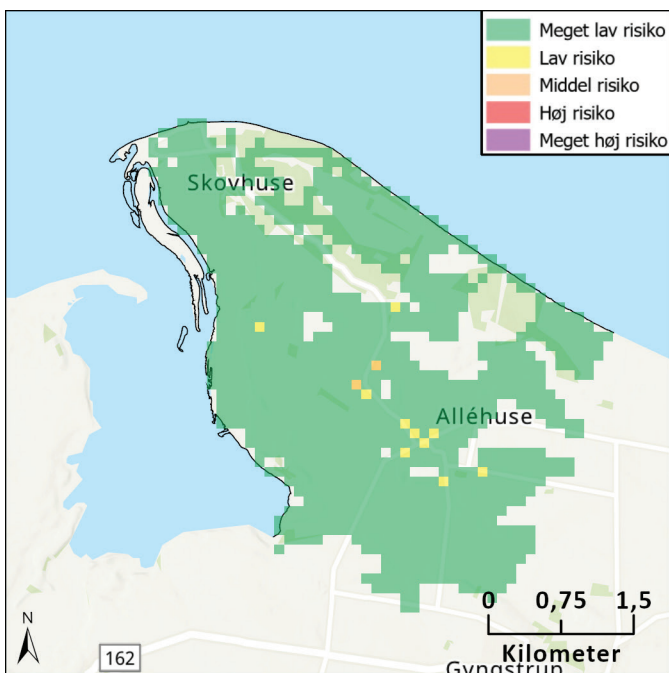 Meget lav risiko
Lav risiko
Middel risiko
Høj risiko
Meget høj risiko
Skovhuse
Alléhuse
0 0,75 1,5
Kilometer
N
162
Gyngstrup